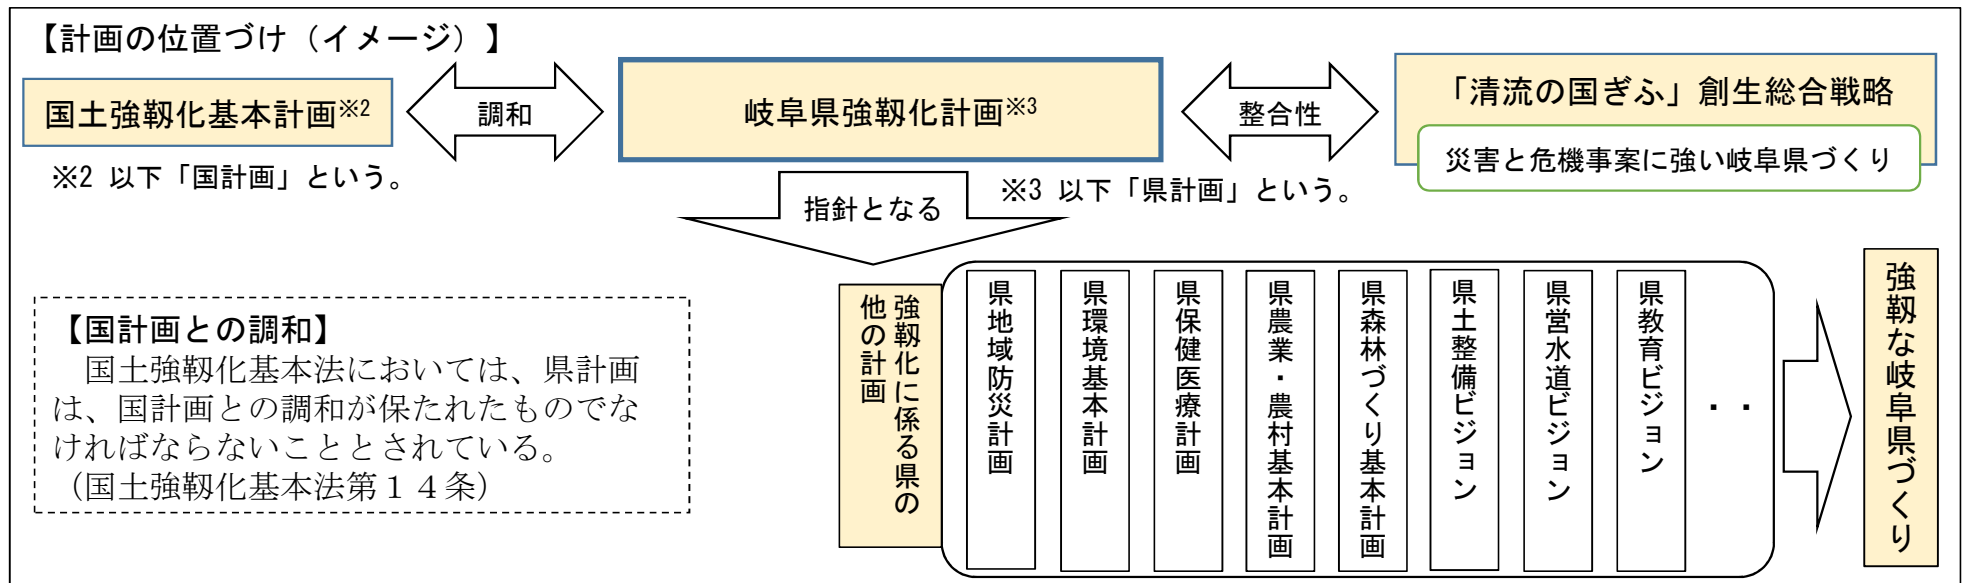 【計画の位置づけ（イメージ）】
国土強靱化基本計画※2
調和
岐阜県強靱化計画※3
整合性
「清流の国ぎふ」創生総合戦略
災害と危機事案に強い岐阜県づくり
※2 以下「国計画」という。
※3 以下「県計画」という。
指針となる
【国計画との調和】
国土強靱化基本法においては、県計画
は、国計画との調和が保たれたものでな
ければならないこととされている。
（国土強靱化基本法第１４条）
強靱化に係る県の
他の計画
県地域防災計画
県環境基本計画
県保健医療計画
県農業・農村基本計画
県森林づくり基本計画
県土整備ビジョン
県営水道ビジョン
県教育ビジョン
・・
強靱な岐阜県づくり